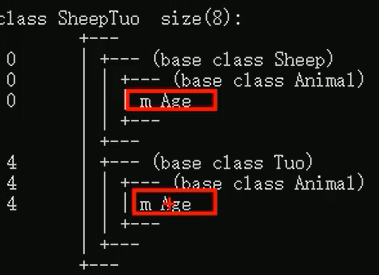 class SheepTuo size(8):
+---
0 | +--- (base class Sheep)
0 | | +--- (base class Animal)
0 | | | m_Age
| | +---
| +---
4 | +--- (base class Tuo)
4 | | +--- (base class Animal)
4 | | | m_Age
| | +---
| +---
+---